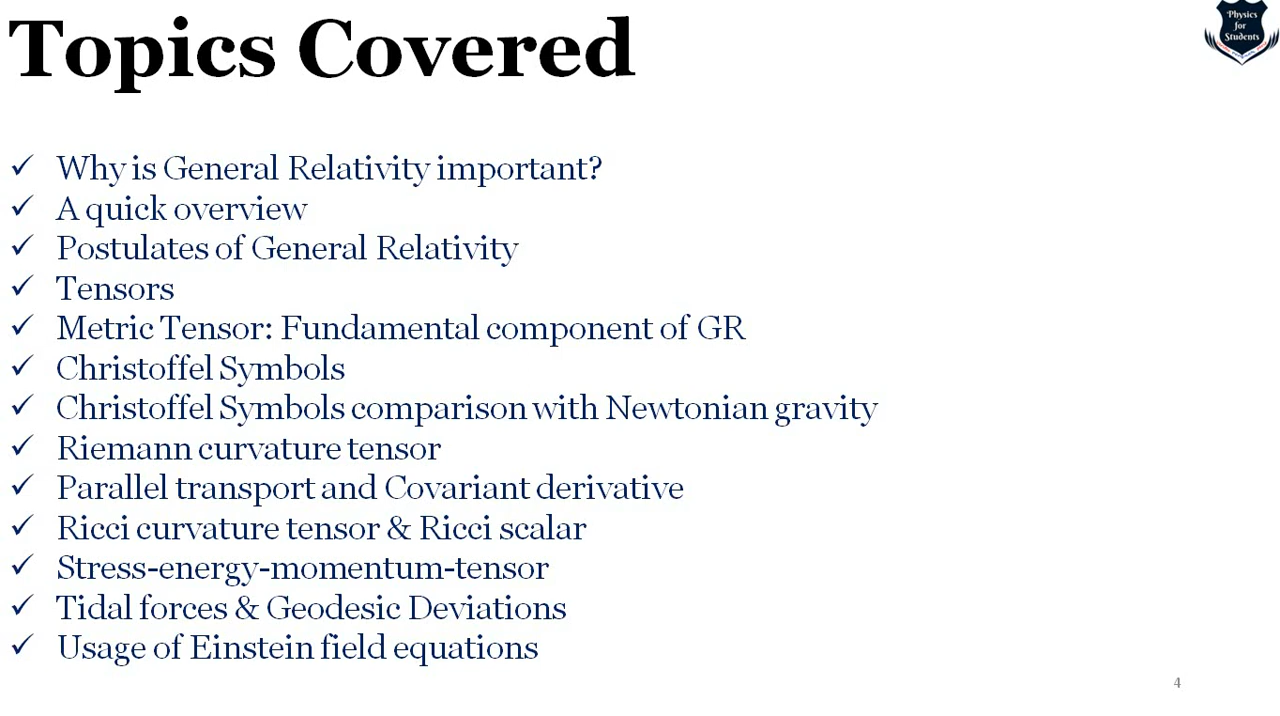 Topics Covered
Physics
for
Students
✓ Why is General Relativity important?
✓ A quick overview
✓ Postulates of General Relativity
✓ Tensors
✓ Metric Tensor: Fundamental component of GR
✓ Christoffel Symbols
✓ Christoffel Symbols comparison with Newtonian gravity
✓ Riemann curvature tensor
✓ Parallel transport and Covariant derivative
✓ Ricci curvature tensor & Ricci scalar
✓ Stress-energy-momentum-tensor
✓ Tidal forces & Geodesic Deviations
✓ Usage of Einstein field equations
4